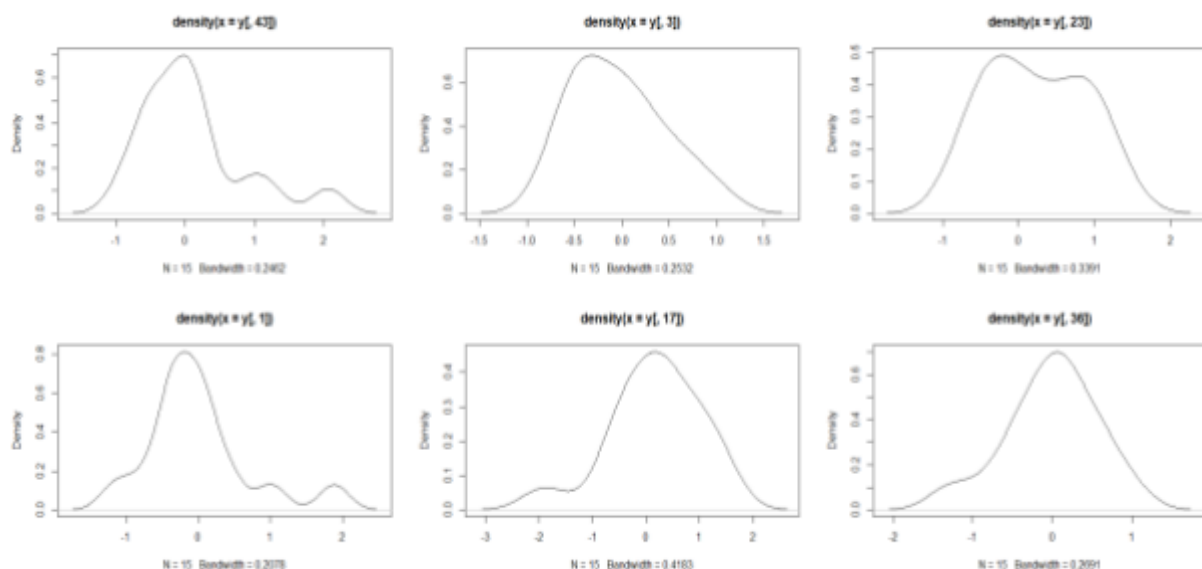 density(x = y[, 43])
density(x = y[, 3])
density(x = y[, 23])
Density
0.0 0.2 0.4 0.6
-1 0 1 2
N = 15 Bandwidth = 0.2462
Density
0.0 0.2 0.4 0.6
-1.5 -1.0 -0.5 0.0 0.5 1.0 1.5
N = 15 Bandwidth = 0.2532
Density
0.0 0.1 0.2 0.3 0.4 0.5
-1 0 1 2
N = 15 Bandwidth = 0.3391
density(x = y[, 1])
density(x = y[, 17])
density(x = y[, 36])
Density
0.0 0.2 0.4 0.6 0.8
-1 0 1 2
N = 15 Bandwidth = 0.2078
Density
0.0 0.1 0.2 0.3 0.4
-3 -2 -1 0 1 2
N = 15 Bandwidth = 0.4183
Density
0.0 0.2 0.4 0.6
-2 -1 0 1
N = 15 Bandwidth = 0.2691